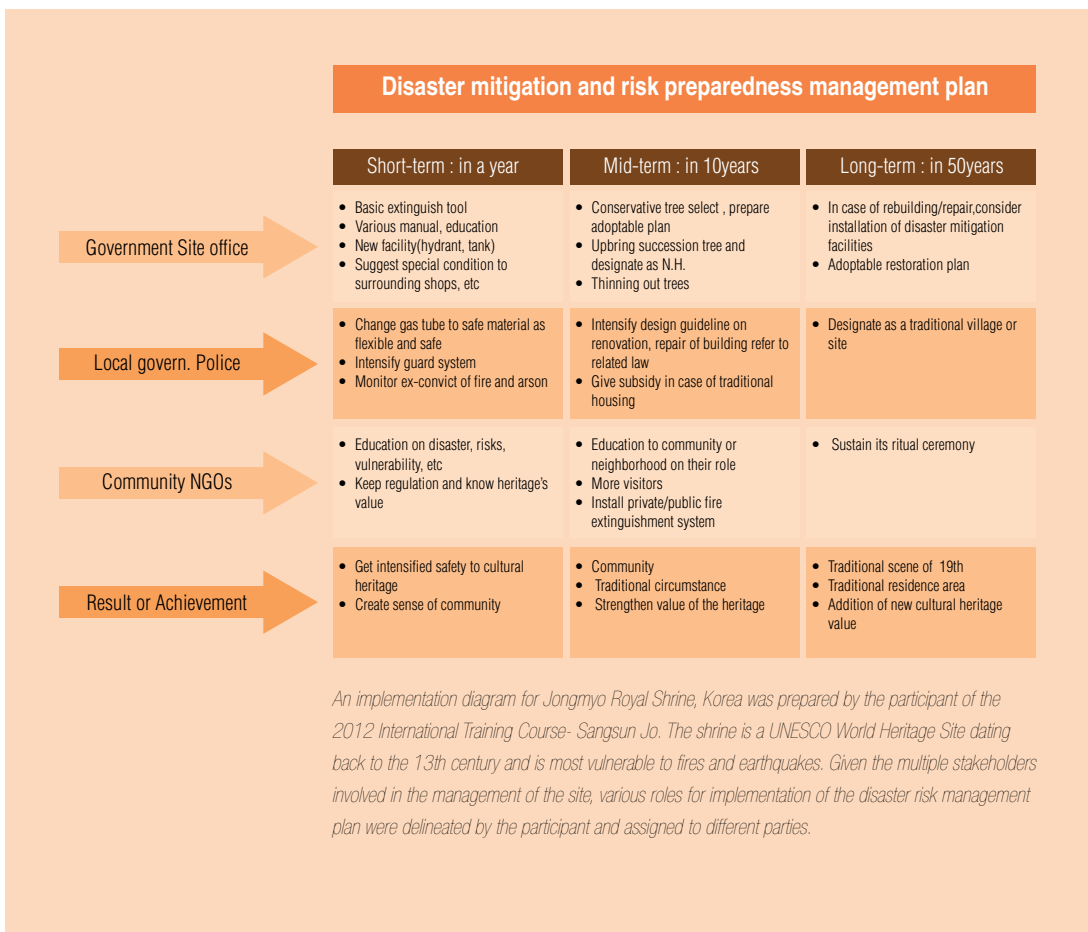 Disaster mitigation and risk preparedness management plan
Short-term : in a year
Mid-term : in 10years
Long-term : in 50years
Government Site office
• Basic extinguish tool
• Various manual, education
• New facility(hydrant, tank)
• Suggest special condition to
surrounding shops, etc
• Conservative tree select , prepare
adoptable plan
• Upbring succession tree and
designate as N.H.
• Thinning out trees
• In case of rebuilding/repair,consider
installation of disaster mitigation
facilities
• Adoptable restoration plan
Local govern. Police
• Change gas tube to safe material as
flexible and safe
• Intensify guard system
• Monitor ex-convict of fire and arson
• Intensify design guideline on
renovation, repair of building refer to
related law
• Give subsidy in case of traditional
housing
• Designate as a traditional village or
site
Community NGOs
• Education on disaster, risks,
vulnerability, etc
• Keep regulation and know heritage's
value
• Education to community or
neighborhood on their role
• More visitors
• Install private/public fire
extinguishment system
• Sustain its ritual ceremony
Result or Achievement
• Get intensified safety to cultural
heritage
• Create sense of community
• Community
• Traditional circumstance
• Strengthen value of the heritage
• Traditional scene of 19th
• Traditional residence area
• Addition of new cultural heritage
value
An implementation diagram for Jongmyo Royal Shrine, Korea was prepared by the participant of the
2012 International Training Course- Sangsun Jo. The shrine is a UNESCO World Heritage Site dating
back to the 13th century and is most vulnerable to fires and earthquakes. Given the multiple stakeholders
involved in the management of the site, various roles for implementation of the disaster risk management
plan were delineated by the participant and assigned to different parties.